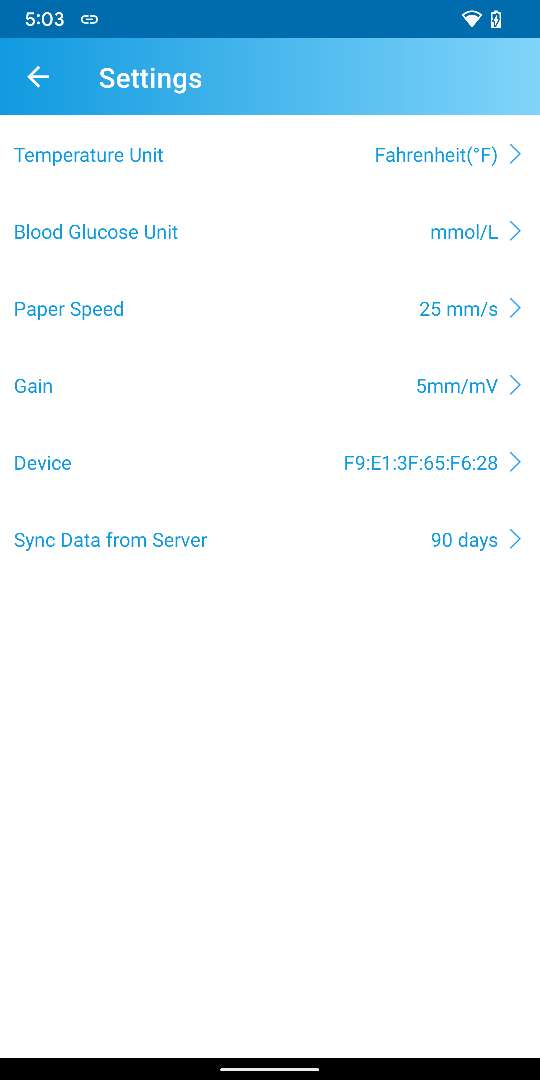 5:03
Settings
Temperature Unit Fahrenheit(°F)
Blood Glucose Unit mmol/L
Paper Speed 25 mm/s
Gain 5mm/mV
Device F9:E1:3F:65:F6:28
Sync Data from Server 90 days